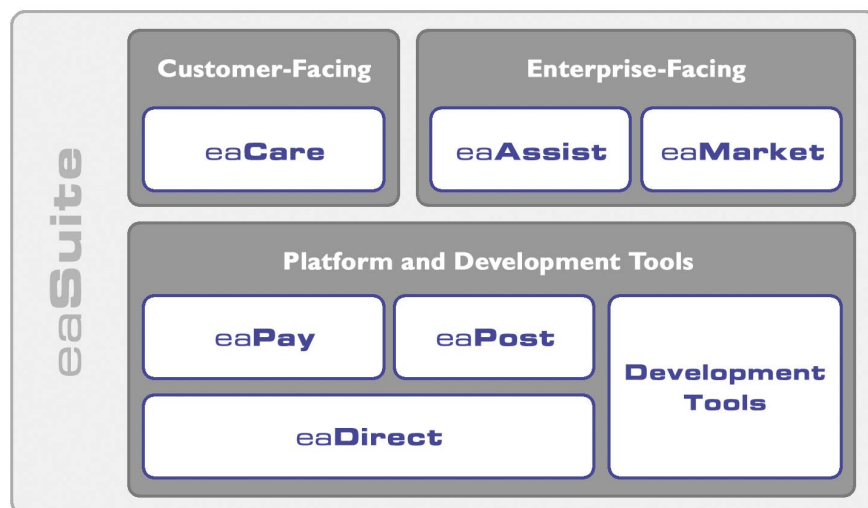 eaSuite
Customer-Facing
eaCare
Enterprise-Facing
eaAssist
eaMarket
Platform and Development Tools
eaPay
eaPost
eaDirect
Development
Tools